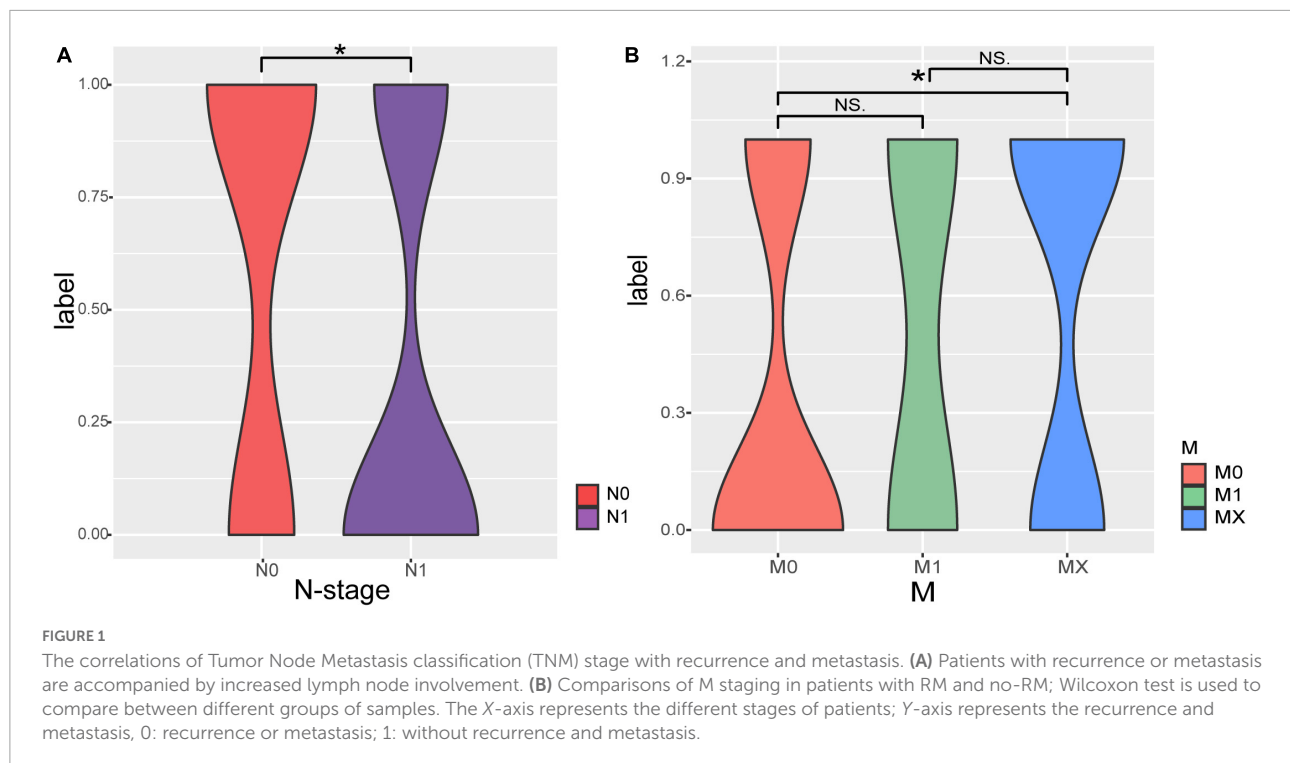 A
*
1.00
0.75
0.50
0.25
0.00
label
N0
N1
N-stage
N0
N1
B
NS.
*
NS.
1.2
0.9
0.6
0.3
0.0
label
M0
M1
MX
M
M
M0
M1
MX
FIGURE 1
The correlations of Tumor Node Metastasis classification (TNM) stage with recurrence and metastasis. (A) Patients with recurrence or metastasis
are accompanied by increased lymph node involvement. (B) Comparisons of M staging in patients with RM and no-RM; Wilcoxon test is used to
compare between different groups of samples. The X-axis represents the different stages of patients; Y-axis represents the recurrence and
metastasis, 0: recurrence or metastasis; 1: without recurrence and metastasis.